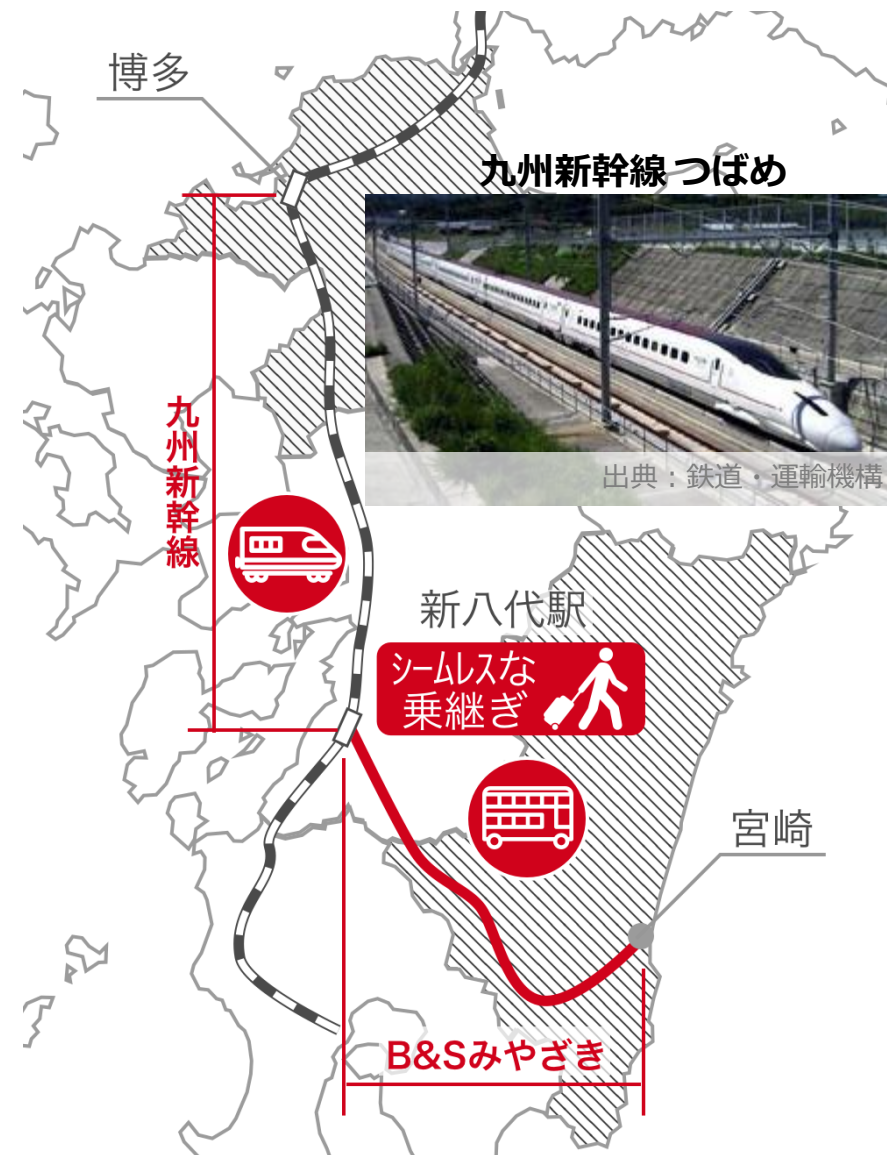 博多
九州新幹線 つばめ
出典：鉄道・運輸機構
九州新幹線
新八代駅
シームレスな
乗継ぎ
宮崎
B&Sみやざき